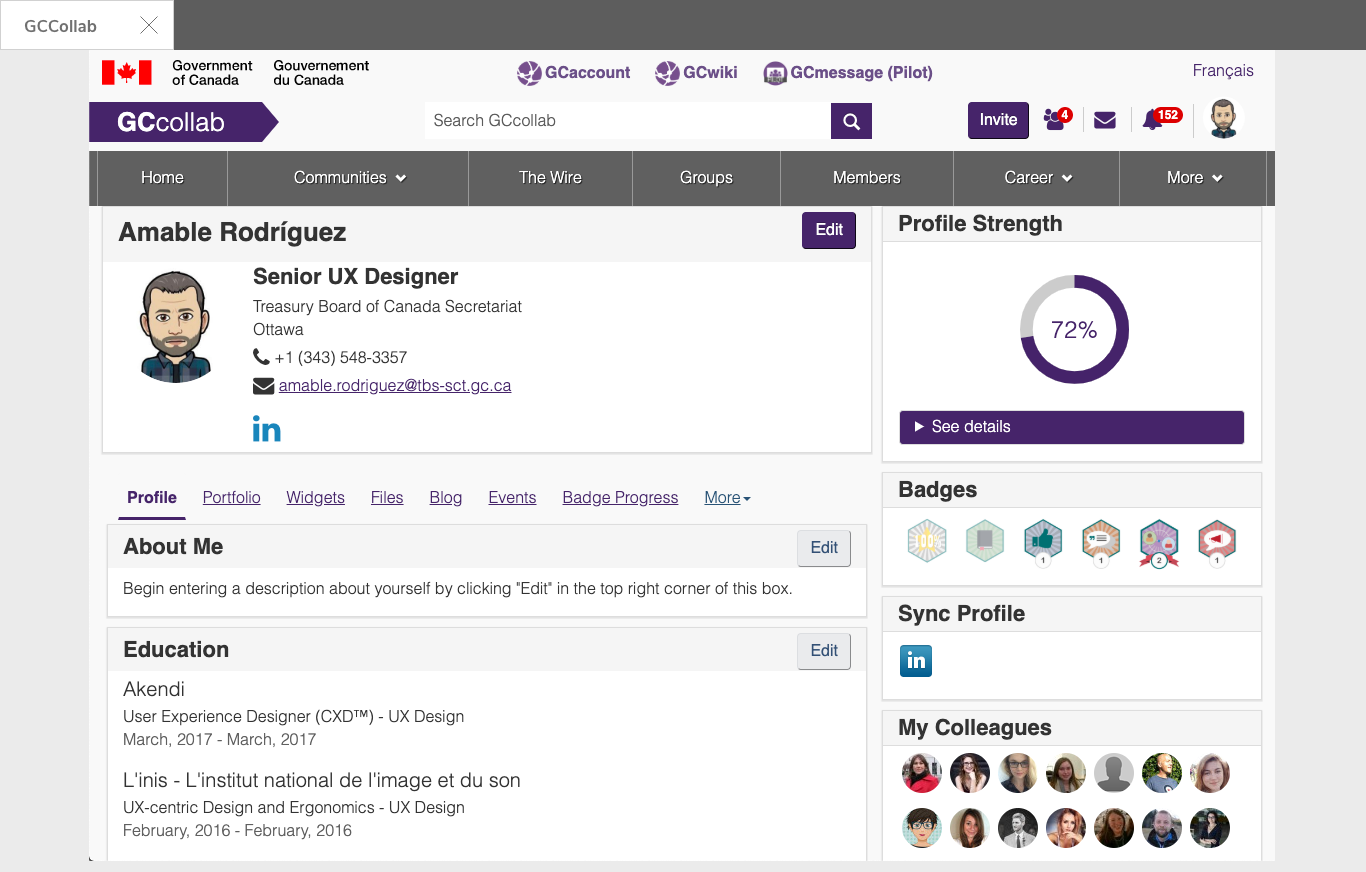 GCCollab
Government of Canada
Gouvernement du Canada
GCaccount
GCwiki
GCmessage (Pilot)
Français
GCcollab
Search GCcollab
Invite
4
152
Home
Communities
The Wire
Groups
Members
Career
More
Amable Rodríguez
Edit
Senior UX Designer
Treasury Board of Canada Secretariat
Ottawa
+1 (343) 548-3357
amable.rodriguez@tbs-sct.gc.ca
in
Profile Strength
72%
See details
Profile
Portfolio
Widgets
Files
Blog
Events
Badge Progress
More
About Me
Edit
Begin entering a description about yourself by clicking "Edit" in the top right corner of this box.
Education
Edit
Akendi
User Experience Designer (CXD™) - UX Design
March, 2017 - March, 2017
L'inis - L'institut national de l'image et du son
UX-centric Design and Ergonomics - UX Design
February, 2016 - February, 2016
Badges
100
1
1
2
1
Sync Profile
in
My Colleagues